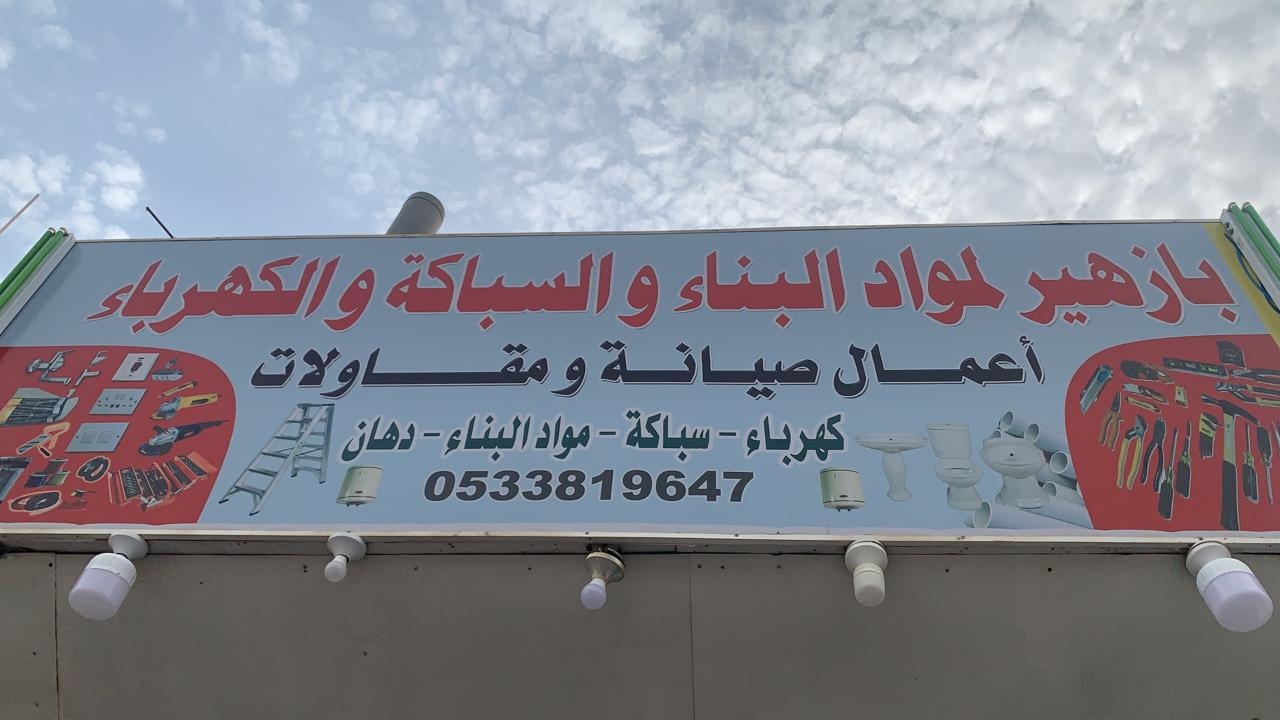 بازهير لمواد البناء والسباكة والكهرباء
أعمال صيانة ومقاولات
كهرباء - سباكة - مواد البناء - دهان
0533819647